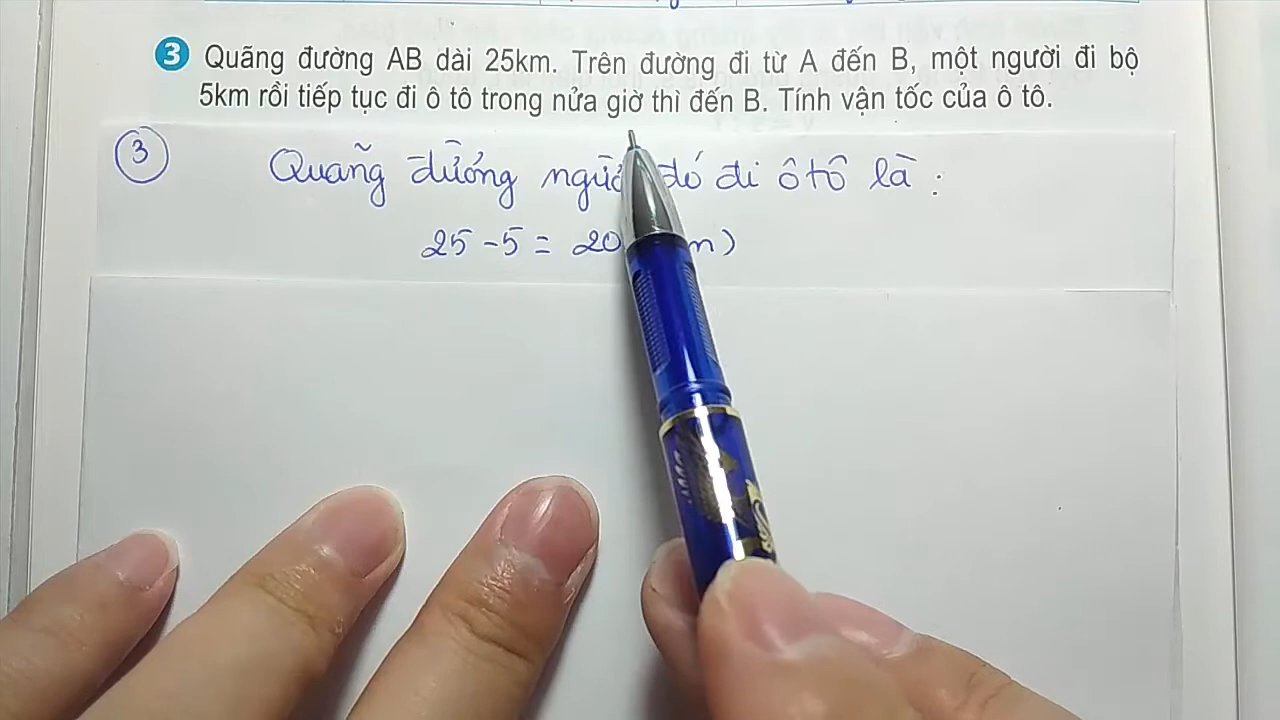 3 Quãng đường AB dài 25km. Trên đường đi từ A đến B, một người đi bộ
5km rồi tiếp tục đi ô tô trong nửa giờ thì đến B. Tính vận tốc của ô tô.
3 Quãng đường đó đi ô tô là :
25 - 5 = 20 m)